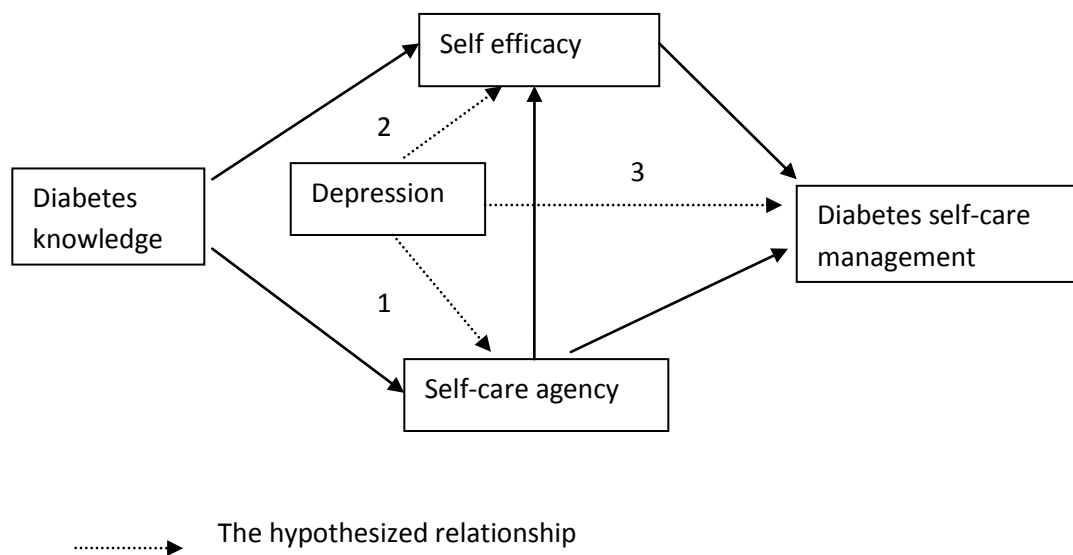 Self efficacy
2
Diabetes
knowledge
Depression
3
Diabetes self-care
management
1
Self-care agency
The hypothesized relationship